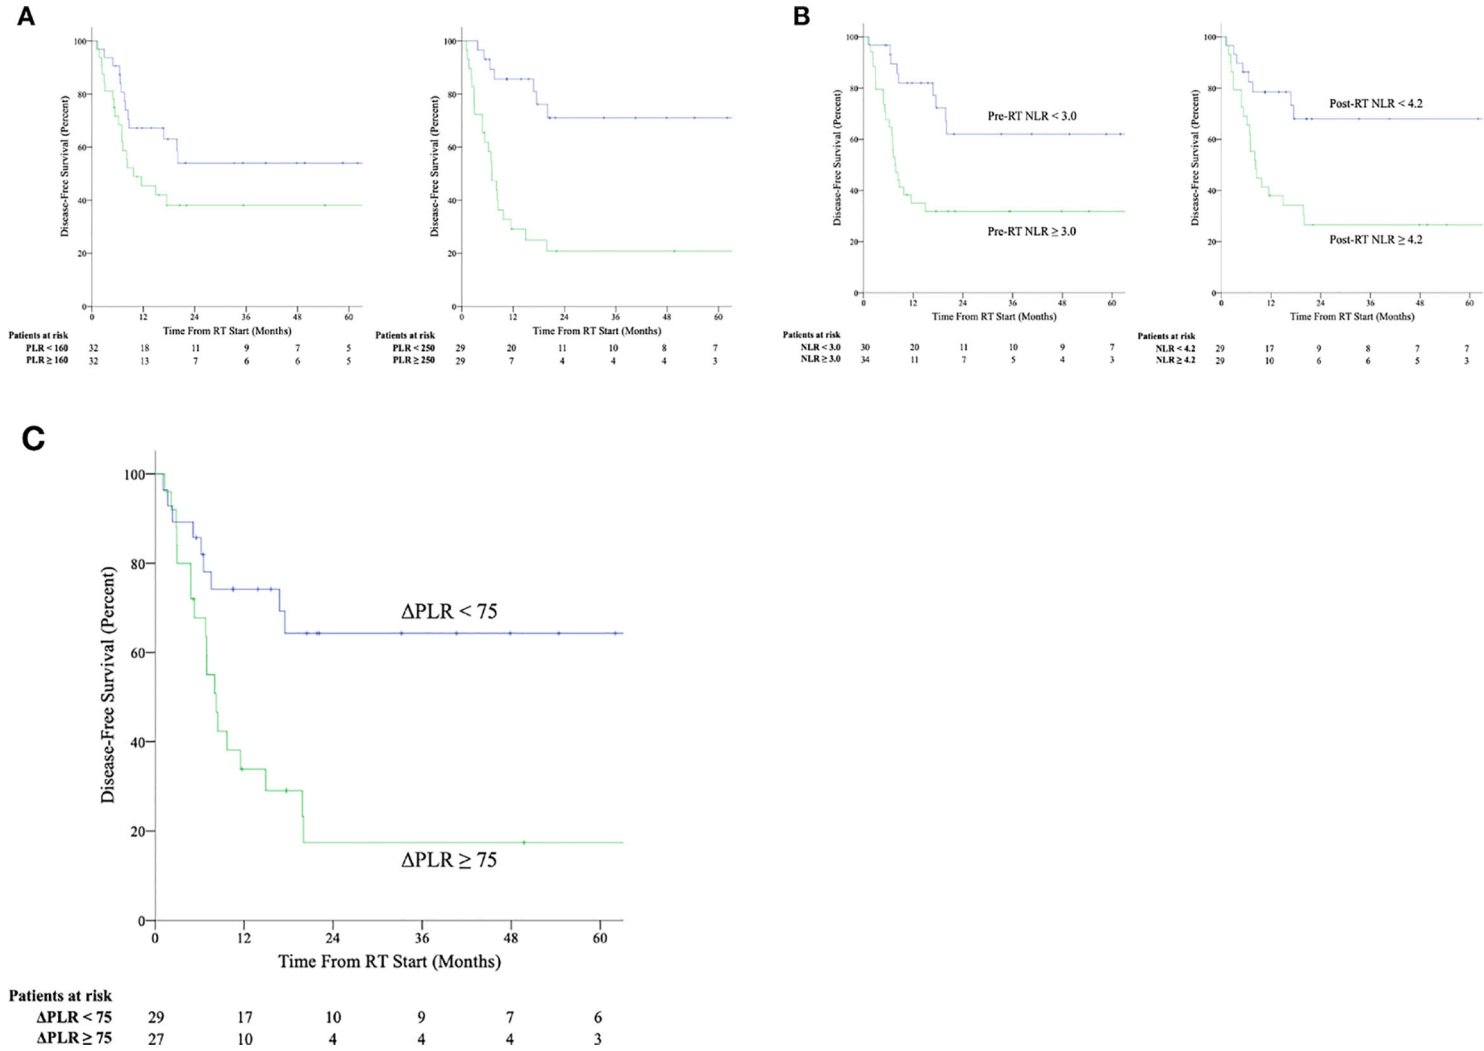 A
100
80
60
40
20
0
Disease-Free Survival (Percent)
0 12 24 36 48 60
Time From RT Start (Months)
Patients at risk
PLR < 160 32 18 11 9 7 5
PLR ≥ 160 32 13 7 6 6 5
100
80
60
40
20
0
Disease-Free Survival (Percent)
0 12 24 36 48 60
Time From RT Start (Months)
Patients at risk
PLR < 250 29 20 11 10 8 7
PLR ≥ 250 29 7 4 4 4 3
B
100
80
60
40
20
0
Disease-Free Survival (Percent)
Pre-RT NLR < 3.0
Pre-RT NLR ≥ 3.0
0 12 24 36 48 60
Time From RT Start (Months)
Patients at risk
NLR < 3.0 30 20 11 10 9 7
NLR ≥ 3.0 34 11 7 5 4 3
100
80
60
40
20
0
Disease-Free Survival (Percent)
Post-RT NLR < 4.2
Post-RT NLR ≥ 4.2
0 12 24 36 48 60
Time From RT Start (Months)
Patients at risk
NLR < 4.2 29 17 9 8 7 7
NLR ≥ 4.2 29 10 6 6 5 3
C
100
80
60
40
20
0
Disease-Free Survival (Percent)
ΔPLR < 75
ΔPLR ≥ 75
0 12 24 36 48 60
Time From RT Start (Months)
Patients at risk
ΔPLR < 75 29 17 10 9 7 6
ΔPLR ≥ 75 27 10 4 4 4 3